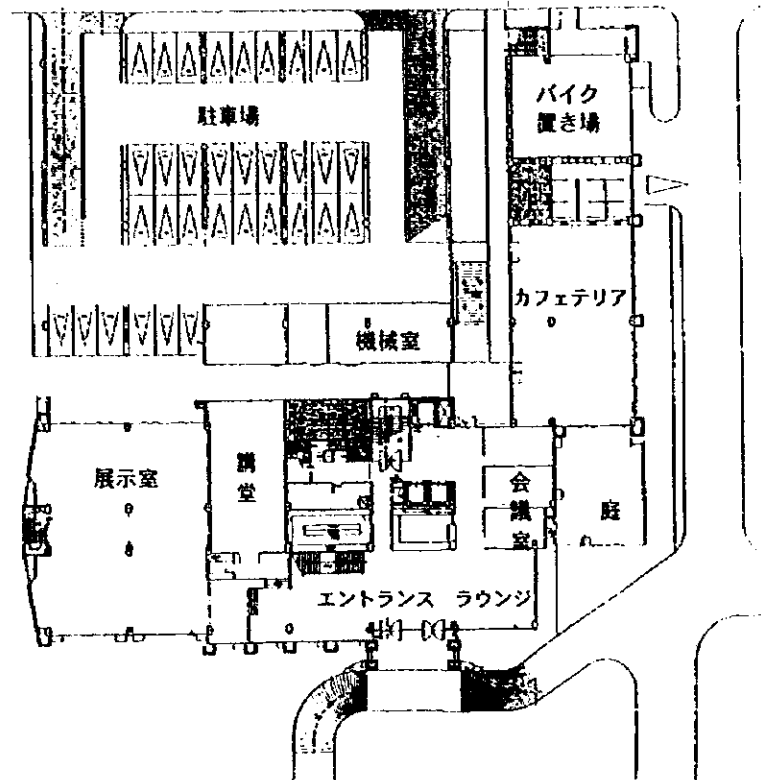 バイク
置き場
駐車場
カフェテリア
機械室
展示室
講堂
会議室
庭
エントランス ラウンジ